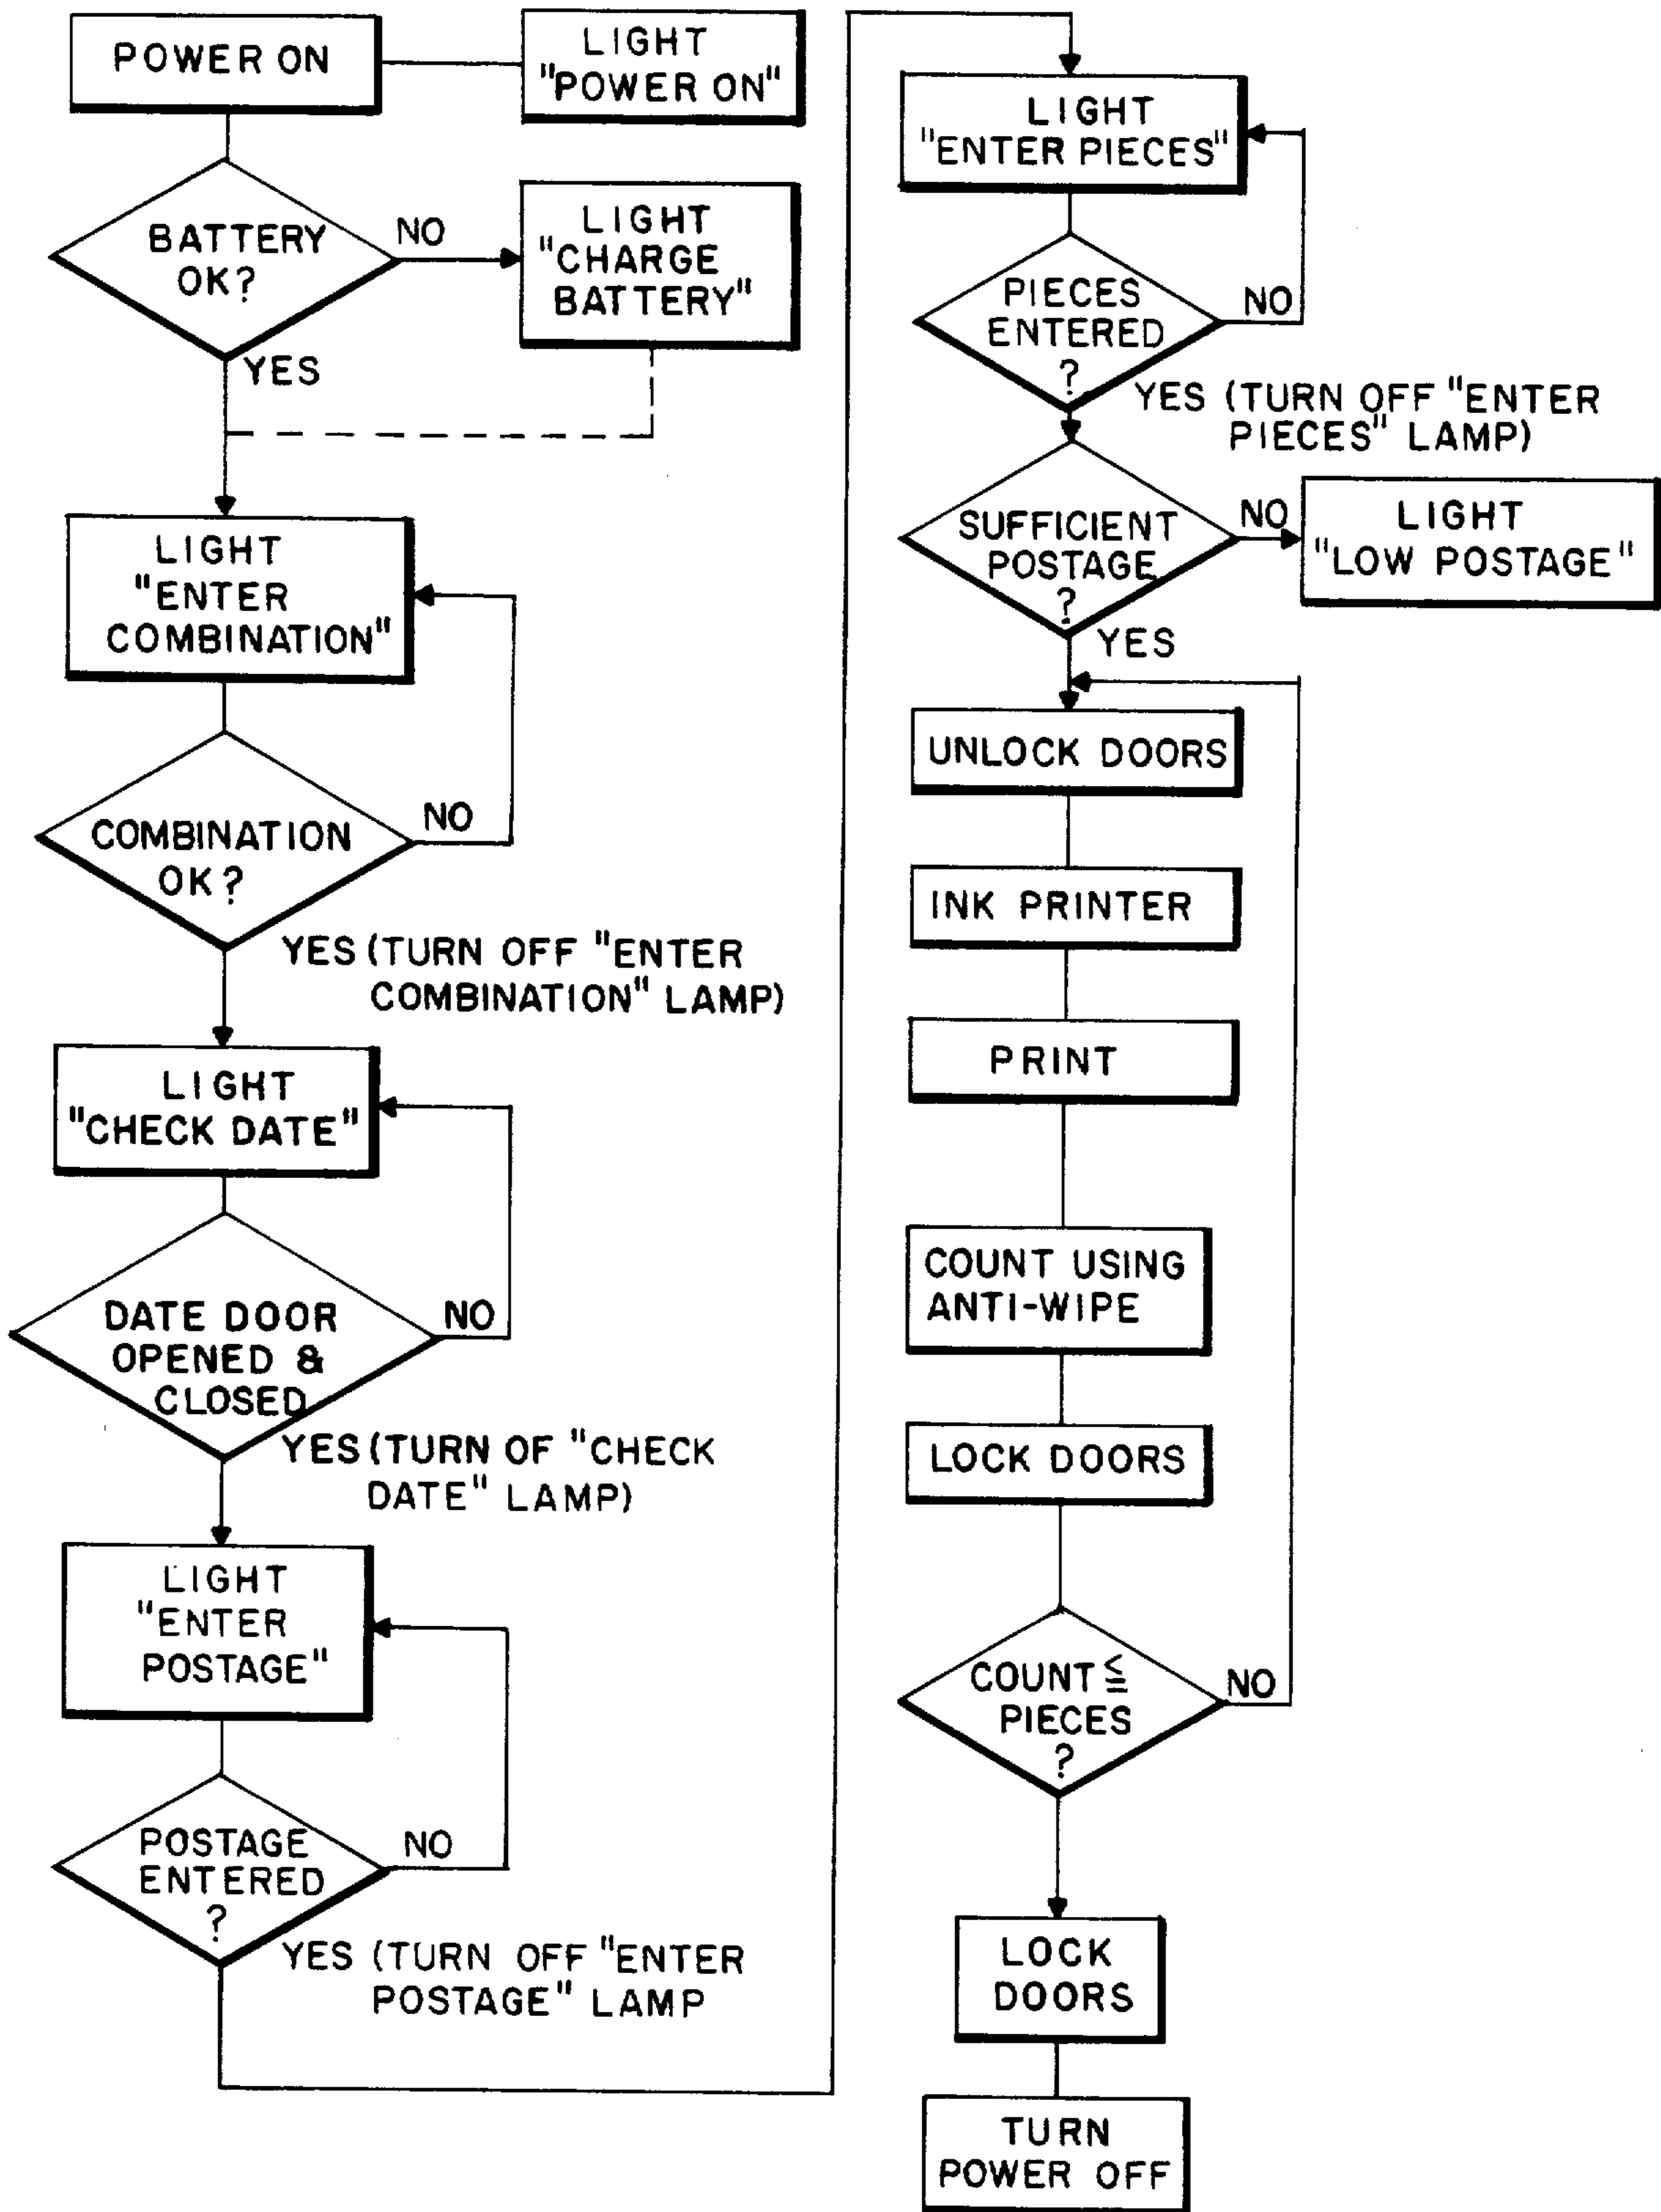 POWER ON
LIGHT
"POWER ON"
BATTERY
OK?
NO
LIGHT
"CHARGE
BATTERY"
YES
LIGHT
"ENTER
COMBINATION"
COMBINATION
OK?
NO
YES (TURN OFF "ENTER
COMBINATION" LAMP)
LIGHT
"CHECK DATE"
DATE DOOR
OPENED &
CLOSED
NO
YES (TURN OF "CHECK
DATE" LAMP)
LIGHT
"ENTER
POSTAGE"
POSTAGE
ENTERED
?
NO
YES (TURN OFF "ENTER
POSTAGE" LAMP
LIGHT
"ENTER PIECES"
PIECES
ENTERED
?
NO
YES (TURN OFF "ENTER
PIECES" LAMP)
SUFFICIENT
POSTAGE
?
NO
LIGHT
"LOW POSTAGE"
YES
UNLOCK DOORS
INK PRINTER
PRINT
COUNT USING
ANTI-WIPE
LOCK DOORS
COUNT ≦
PIECES
?
NO
LOCK
DOORS
TURN
POWER OFF